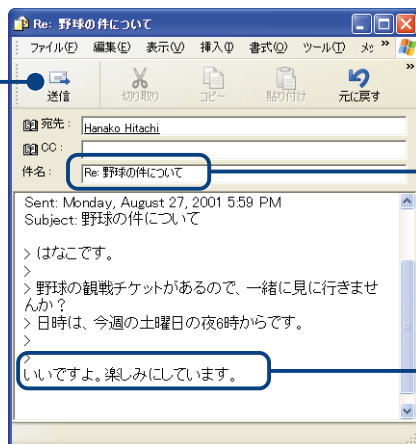 Re: 野球の件について
ファイル(F) 編集(E) 表示(V) 挿入(I) 書式(O) ツール(T) メッ »
送信 切り取り コピー 貼り付け 元に戻す »
宛先: Hanako Hitachi
CC:
件名: Re: 野球の件について
Sent: Monday, August 27, 2001 5:59 PM
Subject: 野球の件について
> はなこです。
>
> 野球の観戦チケットがあるので、一緒に見に行きませ
んか?
> 日時は、今週の土曜日の夜6時からです。
>
>
いいですよ。楽しみにしています。